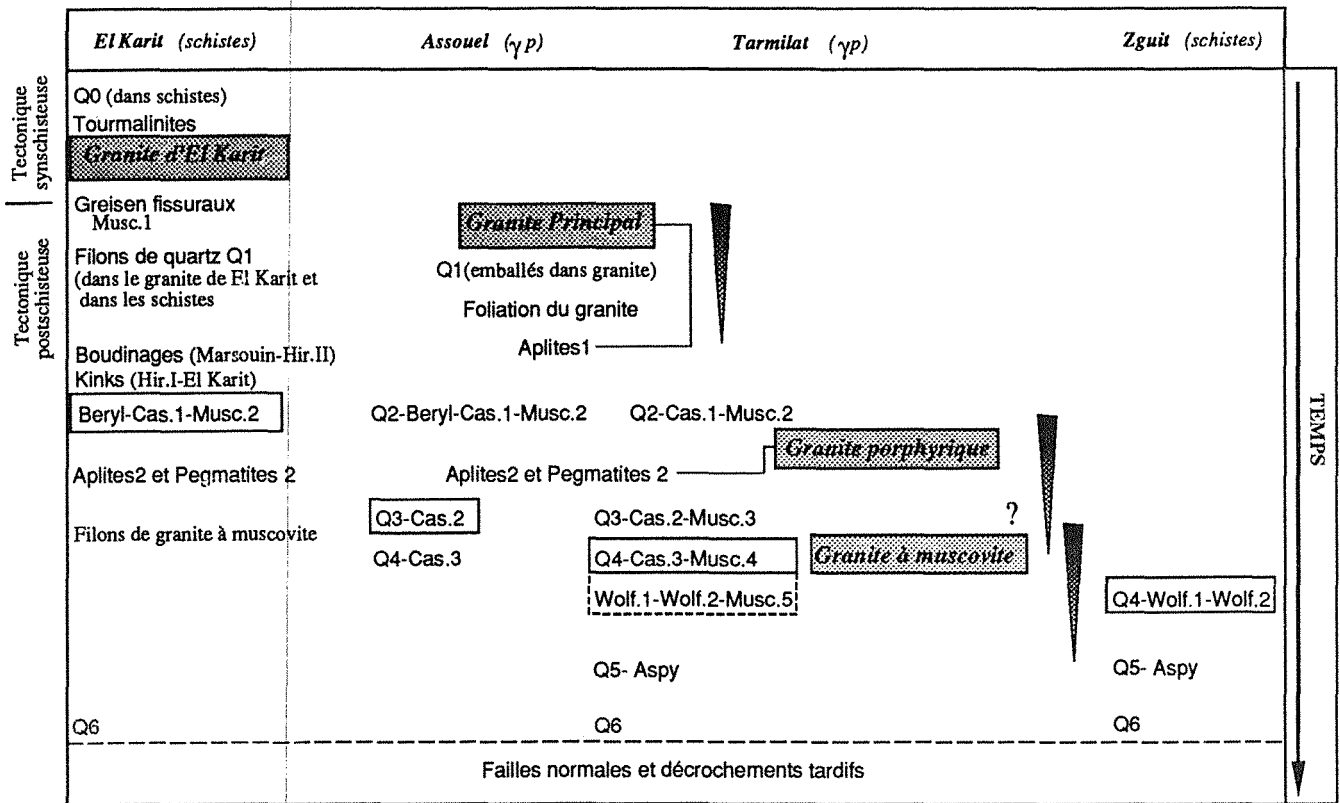 El Karit (schistes) Assouel (γp) Tarmilat (γp) Zguit (schistes)
Tectonique synschisteuse
Q0 (dans schistes)
Tourmalinites
Granite d'El Karit
Tectonique postschisteuse
Greisen fissuraux
Musc.1
Granite Principal
Filons de quartz Q1
(dans le granite de El Karit et
dans les schistes
Q1(emballés dans granite)
Foliation du granite
Aplites1
Boudinages (Marsouin-Hir.II)
Kinks (Hir.I-El Karit)
Beryl-Cas.1-Musc.2 Q2-Beryl-Cas.1-Musc.2 Q2-Cas.1-Musc.2
Granite porphyrique
Aplites2 et Pegmatites 2 Aplites2 et Pegmatites 2
Q3-Cas.2 Q3-Cas.2-Musc.3 ?
Filons de granite à muscovite
Q4-Cas.3 Q4-Cas.3-Musc.4 Granite à muscovite
Wolf.1-Wolf.2-Musc.5 Q4-Wolf.1-Wolf.2
Q5- Aspy Q5- Aspy
Q6 Q6 Q6
Failles normales et décrochements tardifs
TEMPS